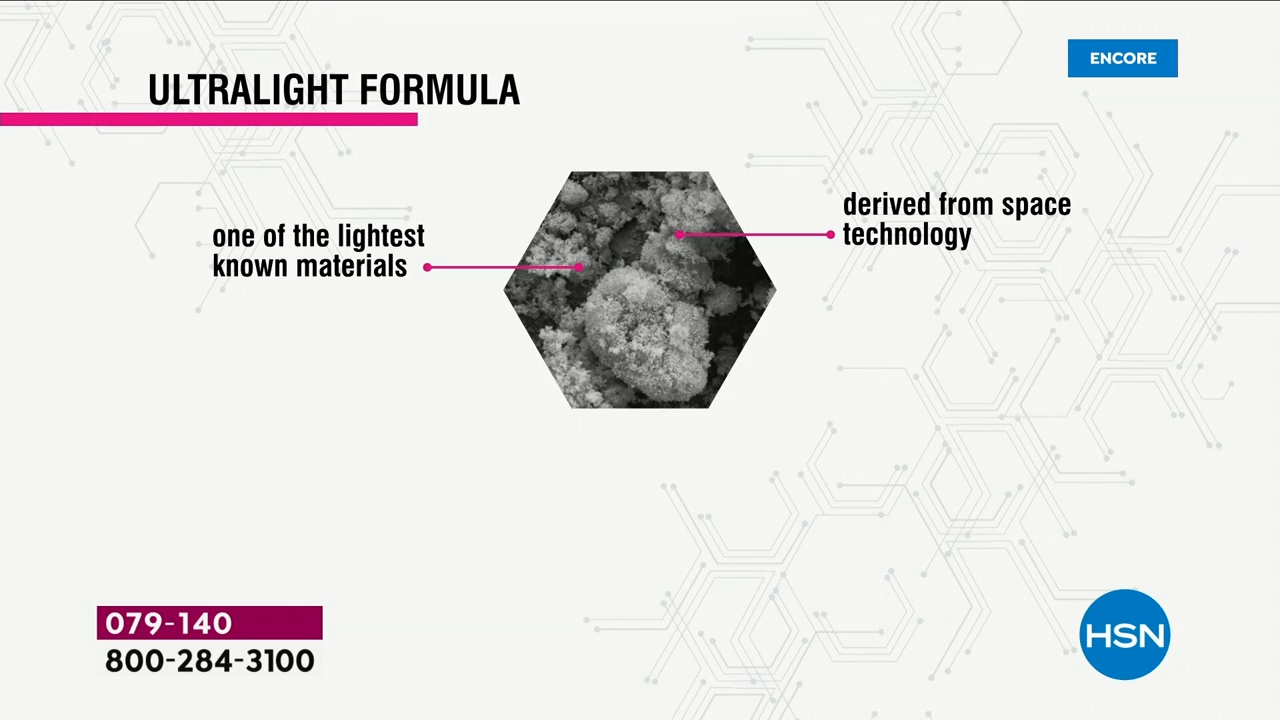 ENCORE
ULTRALIGHT FORMULA
one of the lightest
known materials
derived from space
technology
079-140
800-284-3100
HSN